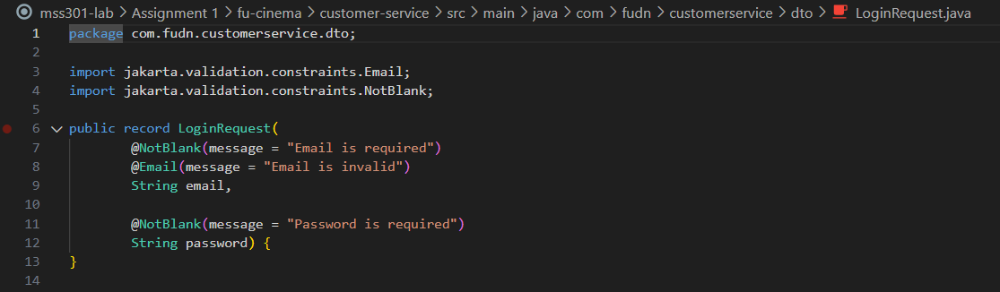 mss301-lab > Assignment 1 > fu-cinema > customer-service > src > main > java > com > fudn > customerservice > dto > LoginRequest.java
1 package com.fudn.customerservice.dto;
2
3 import jakarta.validation.constraints.Email;
4 import jakarta.validation.constraints.NotBlank;
5
6 public record LoginRequest(
7 @NotBlank(message = "Email is required")
8 @Email(message = "Email is invalid")
9 String email,
10
11 @NotBlank(message = "Password is required")
12 String password) {
13 }
14